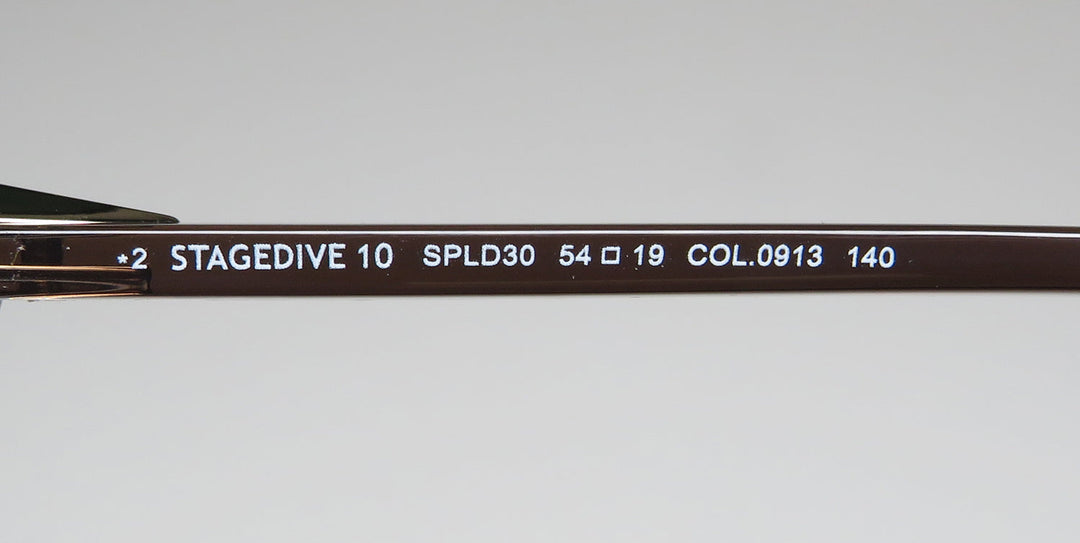 *2 STAGEDIVE 10 SPLD30 54 □ 19 COL.0913 140